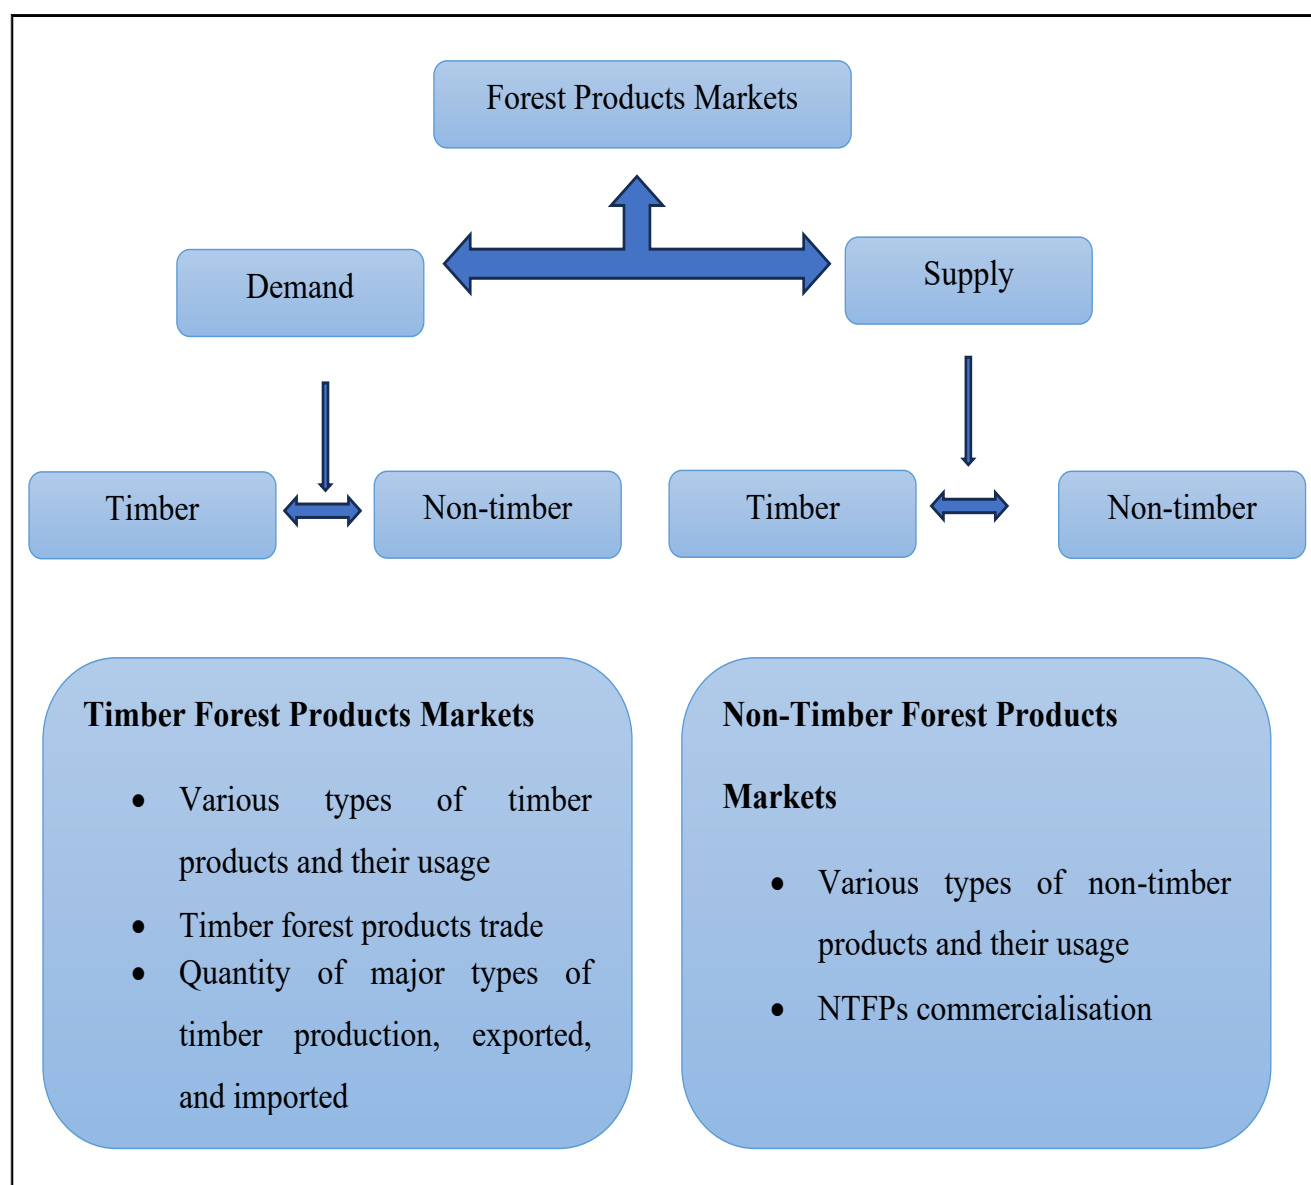 Forest Products Markets
Demand
Supply
Timber
Non-timber
Timber
Non-timber
Timber Forest Products Markets
• Various types of timber
products and their usage
• Timber forest products trade
• Quantity of major types of
timber production, exported,
and imported
Non-Timber Forest Products
Markets
• Various types of non-timber
products and their usage
• NTFPs commercialisation